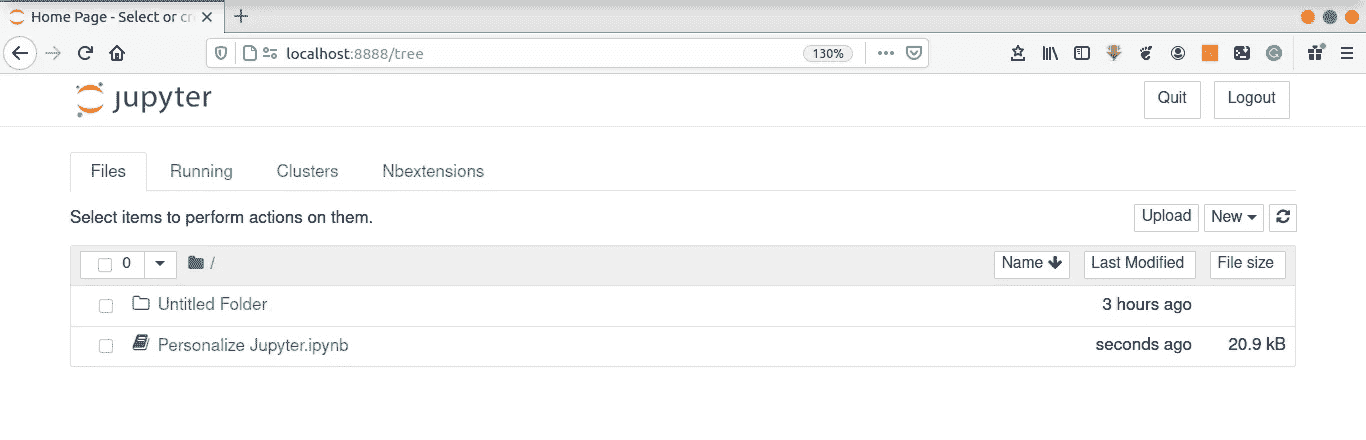 Home Page - Select or cr
localhost:8888/tree 130%
jupyter Quit Logout
Files Running Clusters Nbextensions
Select items to perform actions on them. Upload New
0 / Name Last Modified File size
Untitled Folder 3 hours ago
Personalize Jupyter.ipynb seconds ago 20.9 kB